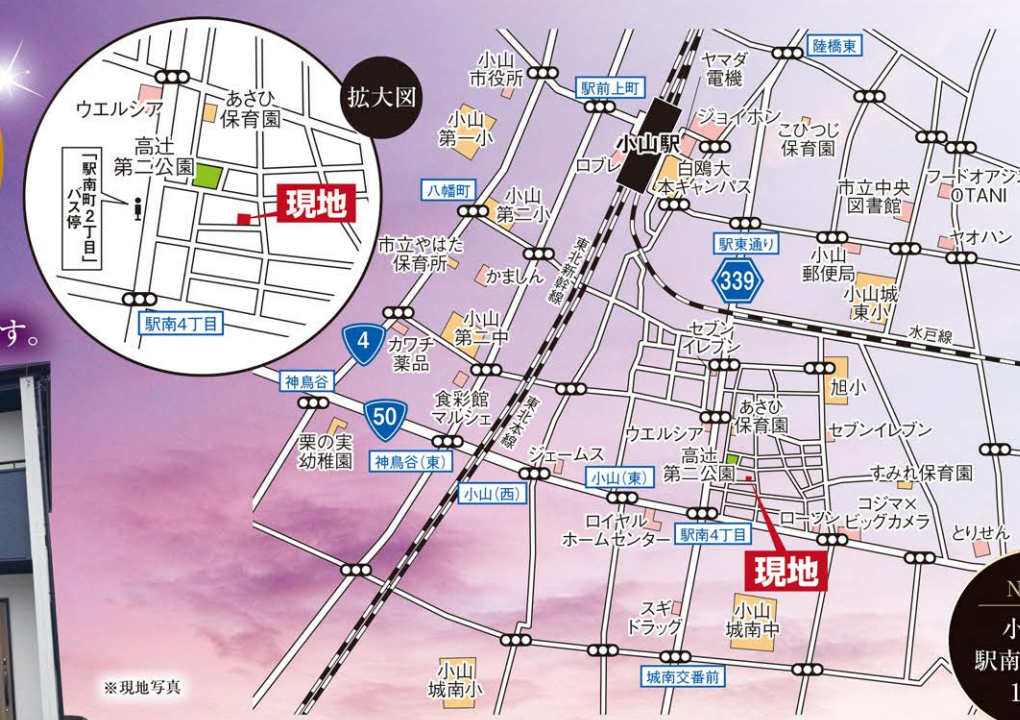 拡大図
ウエルシア
あさひ
保育園
高辻
第二公園
「駅南町2丁目」
バス停
現地
駅南4丁目
す。
※現地写真
小山
市役所
駅前上町
ヤマダ
電機
陸橋東
小山
第一小
小山駅
ロブレ
ジョイホン
白鴎大
本キャンパス
こひつじ
保育園
フードオアシス
OTANI
八幡町
小山
第二小
市立中央
図書館
ヤオハン
市立やはた
保育所
かましん
東北新幹線
駅東通り
339
小山
郵便局
小山城
東小
水戸線
4
カワチ
薬品
小山
第二中
セブン
イレブン
旭小
神鳥谷
50
食彩館
マルシェ
東北本線
あさひ
保育園
ウエルシア
セブンイレブン
栗の実
幼稚園
神鳥谷(東)
ジェームス
高辻
第二公園
すみれ保育園
小山(西)
小山(東)
ロイヤル
ホームセンター
駅南4丁目
ローソン
コジマ×
ビッグカメラ
とりせん
現地
スギ
ドラッグ
小山
城南中
小山
城南小
城南交番前
N
小
駅南
1